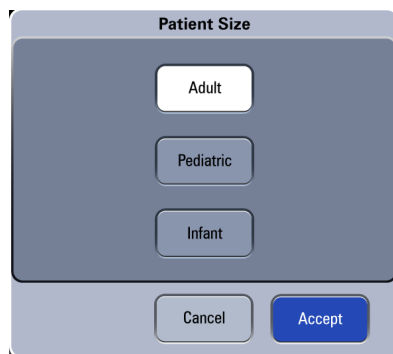 Patient Size
Adult
Pediatric
Infant
Cancel
Accept